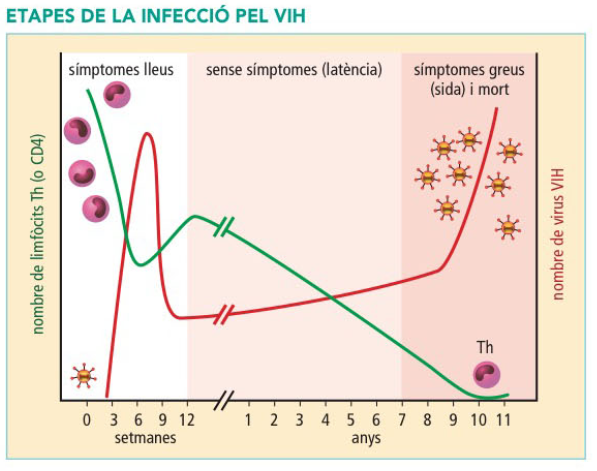 ETAPES DE LA INFECCIÓ PEL VIH
símptomes lleus
sense símptomes (latència)
símptomes greus
(sida) i mort
nombre de limfòcits Th (o CD4)
nombre de virus VIH
Th
0 3 6 9 12 1 2 3 4 5 6 7 8 9 10 11
setmanes anys